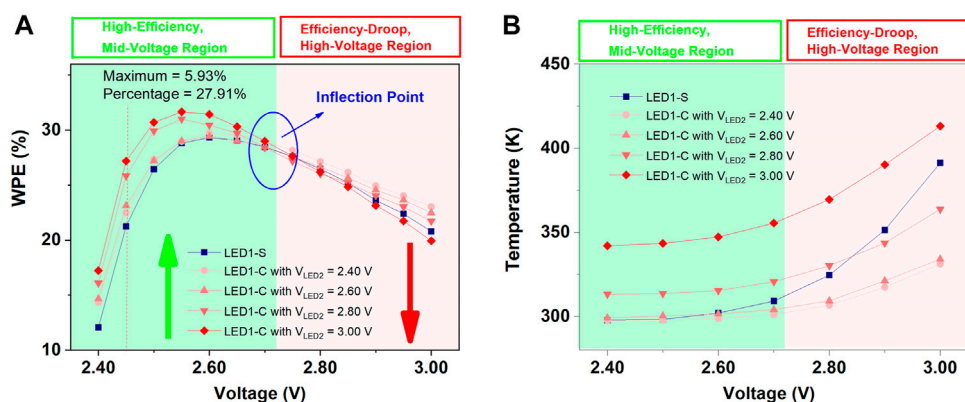 High-Efficiency,
Mid-Voltage Region
Efficiency-Droop,
High-Voltage Region
A
Maximum = 5.93%
Percentage = 27.91%
Inflection Point
WPE (%)
30
20
10
LED1-S
LED1-C with VLED2 = 2.40 V
LED1-C with VLED2 = 2.60 V
LED1-C with VLED2 = 2.80 V
LED1-C with VLED2 = 3.00 V
2.40 2.60 2.80 3.00
Voltage (V)
B
High-Efficiency,
Mid-Voltage Region
Efficiency-Droop,
High-Voltage Region
Temperature (K)
450
400
350
300
LED1-S
LED1-C with VLED2 = 2.40 V
LED1-C with VLED2 = 2.60 V
LED1-C with VLED2 = 2.80 V
LED1-C with VLED2 = 3.00 V
2.40 2.60 2.80 3.00
Voltage (V)